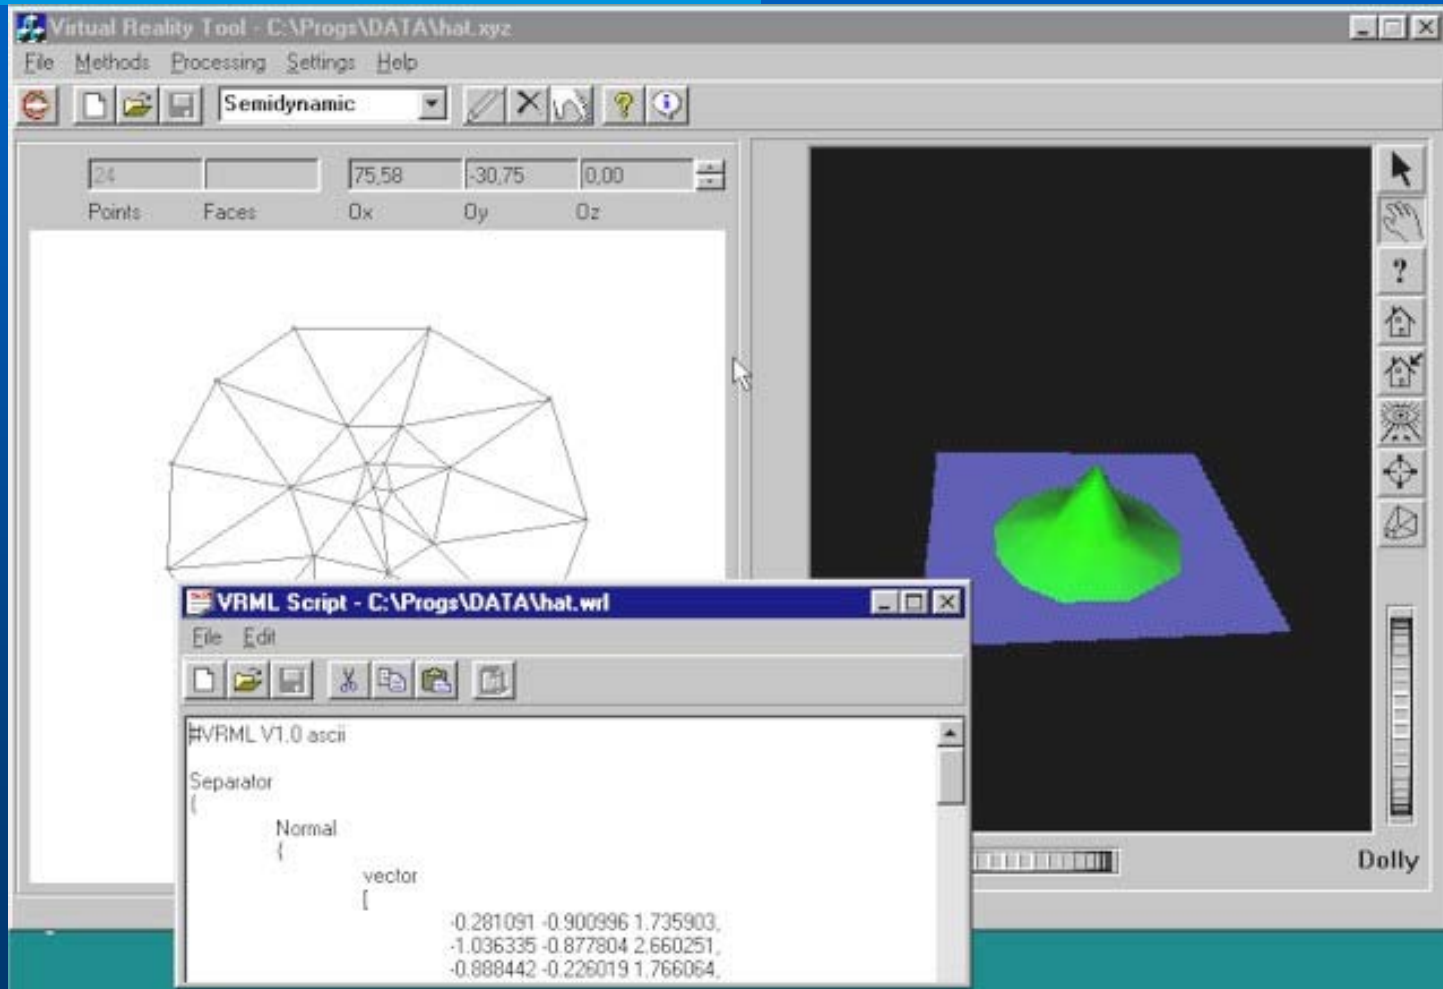 Virtual Reality Tool - C:\Progs\DATA\hat.xyz
File Methods Processing Settings Help
Semidynamic
24 75,58 -30,75 0,00
Points Faces Ox Oy Oz
?
VRML Script - C:\Progs\DATA\hat.wrl
File Edit
#VRML V1.0 ascii
Separator
{
Normal
{
vector
[
-0.281091 -0.900996 1.735903,
-1.036335 -0.877804 2.660251,
-0.888442 -0.226019 1.766064,
Dolly